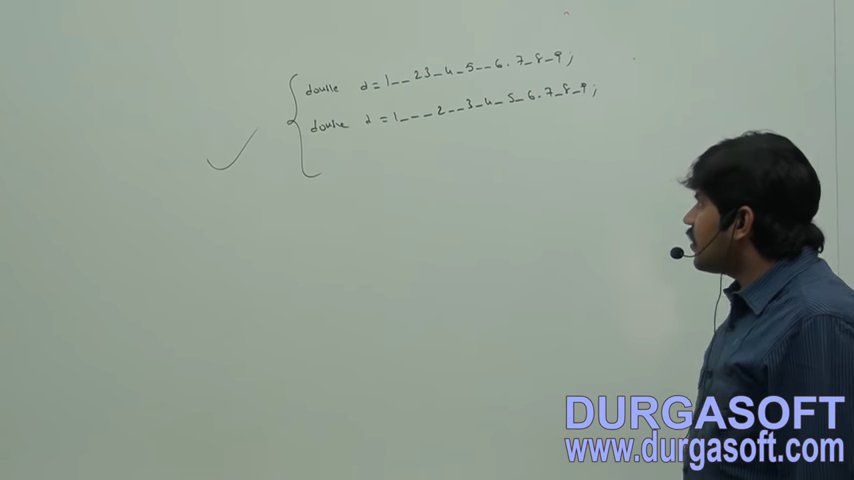 double d = 1__23_4_5__6.7_8_9;
double d = 1___2__3_4_5_6.7_8_9;
DURGASOFT
www.durgasoft.com